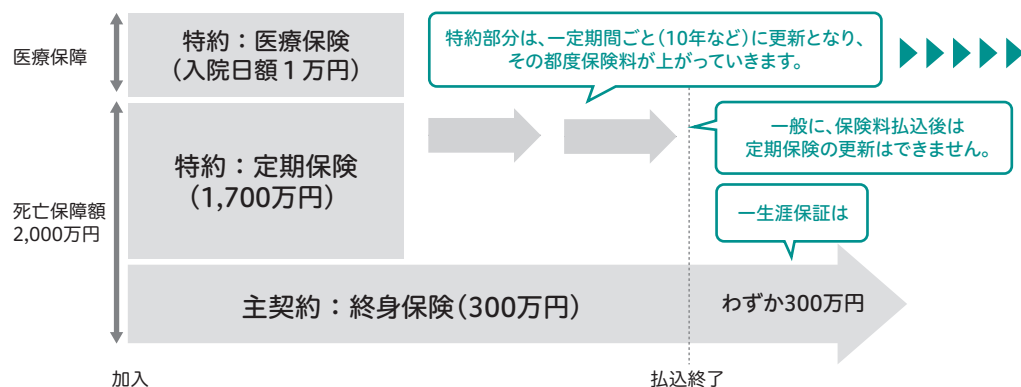 医療保障
特約：医療保険
（入院日額１万円）
特約部分は、一定期間ごと（10年など）に更新となり、
その都度保険料が上がっていきます。
死亡保障額
2,000万円
特約：定期保険
（1,700万円）
一般に、保険料払込後は
定期保険の更新はできません。
一生涯保証は
主契約：終身保険（300万円）
わずか300万円
加入
払込終了